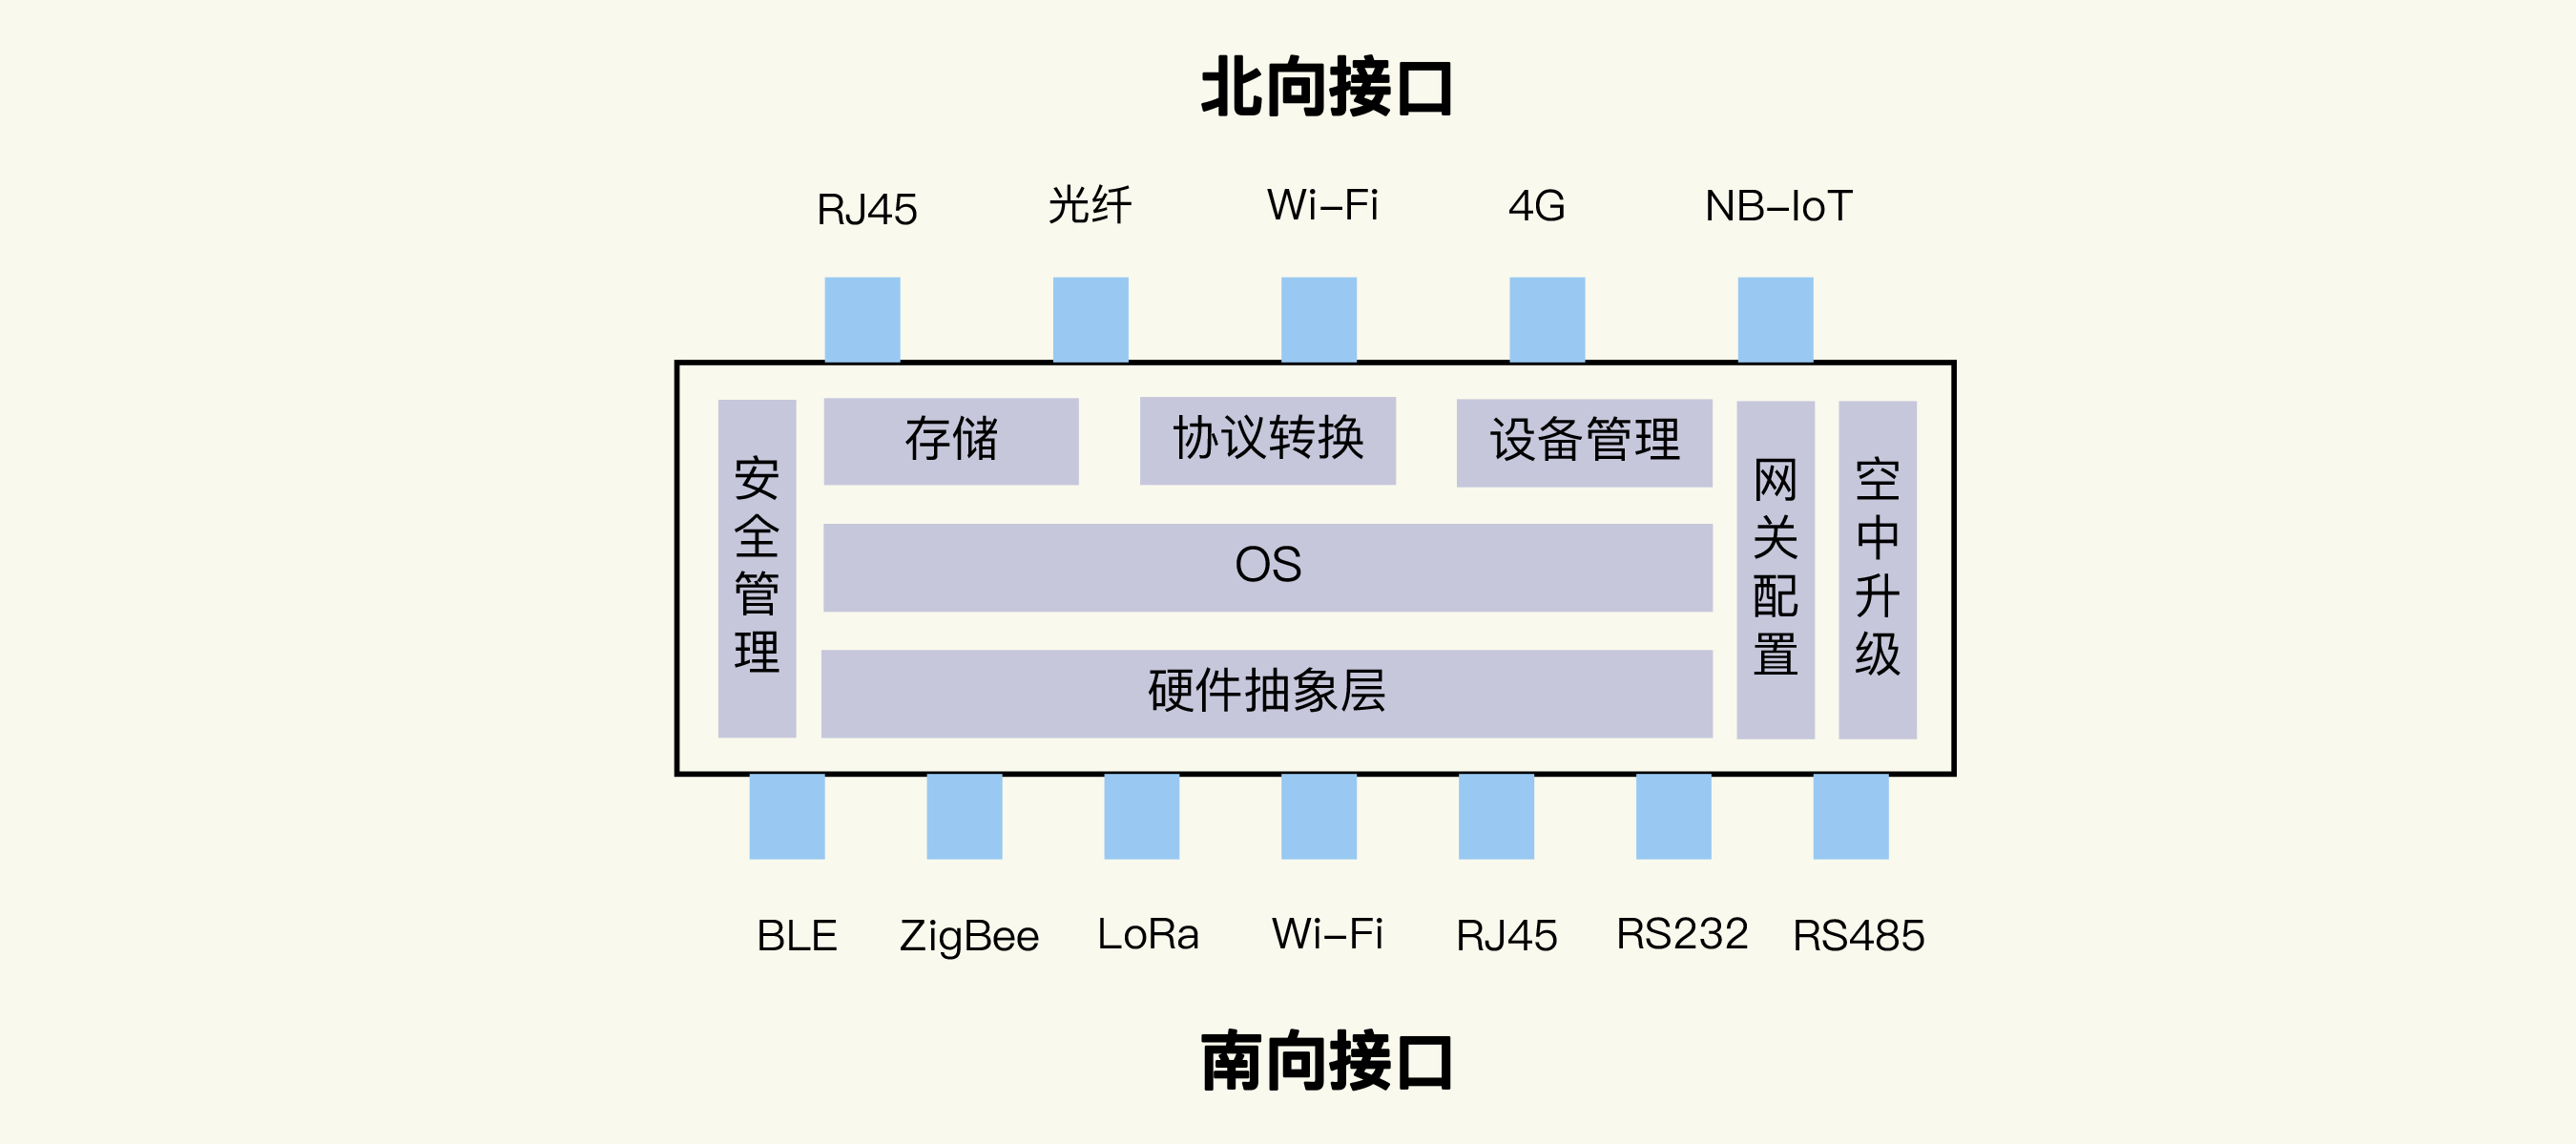 北向接口
RJ45
光纤
Wi-Fi
4G
NB-IoT
安全管理
存储
协议转换
设备管理
OS
硬件抽象层
网关配置
空中升级
BLE
ZigBee
LoRa
Wi-Fi
RJ45
RS232
RS485
南向接口